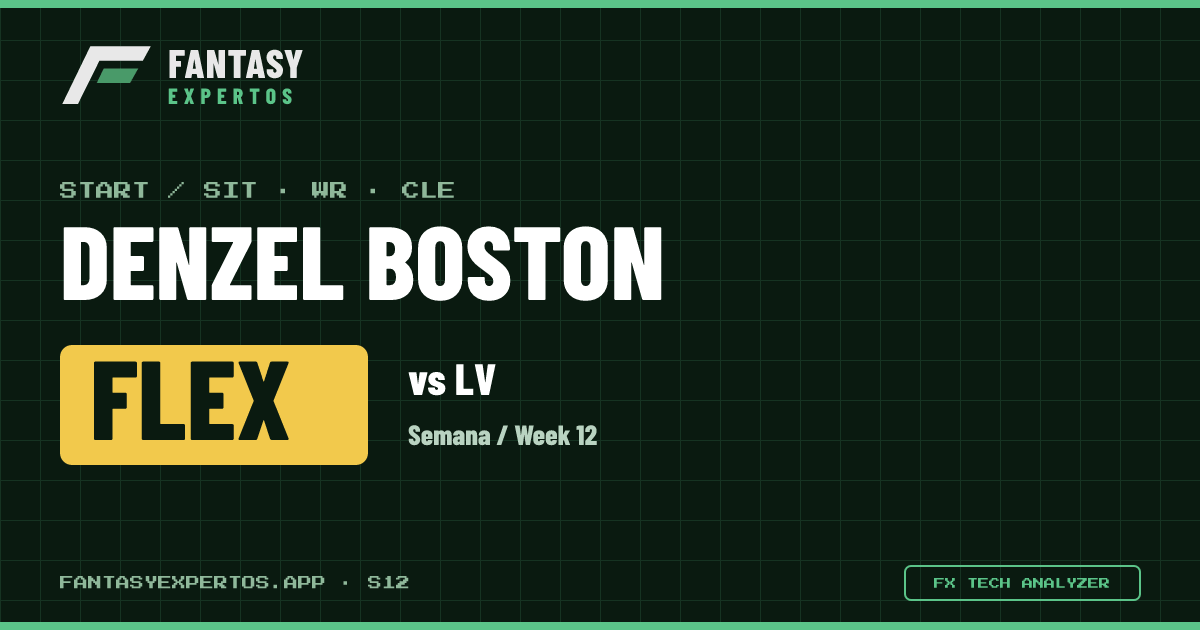 FANTASY
EXPERTOS
START / SIT · WR · CLE
DENZEL BOSTON
FLEX
vs LV
Semana / Week 12
FANTASYEXPERTOS.APP · S12
FX TECH ANALYZER